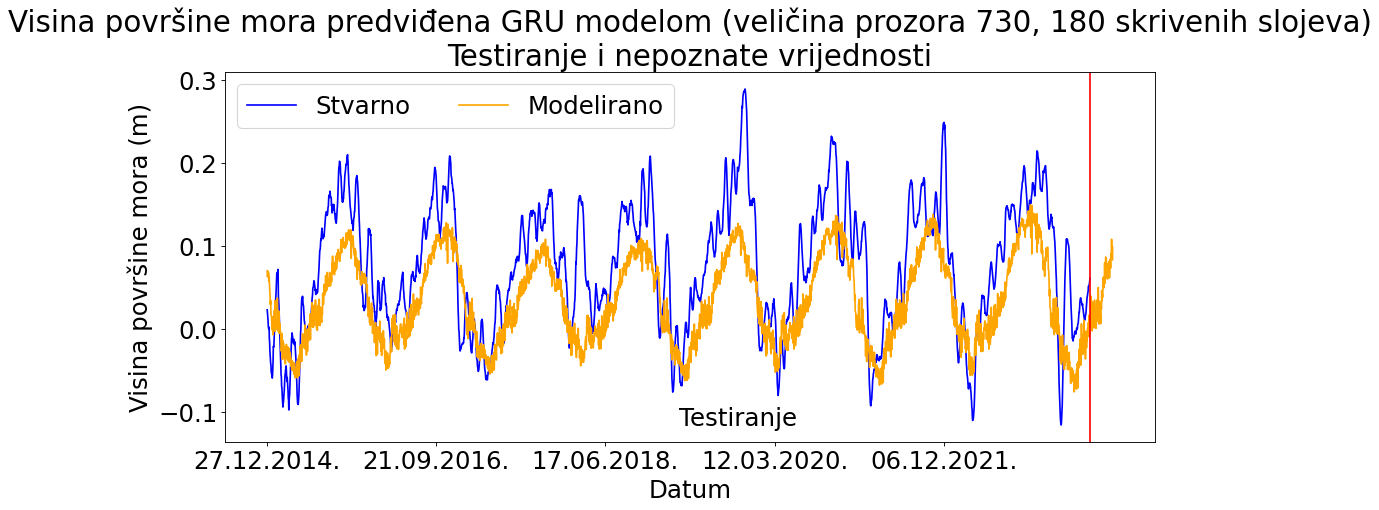 Visina površine mora predviđena GRU modelom (veličina prozora 730, 180 skrivenih slojeva)
Testiranje i nepoznate vrijednosti
Stvarno
Modelirano
Visina površine mora (m)
0.3
0.2
0.1
0.0
−0.1
Testiranje
27.12.2014.
21.09.2016.
17.06.2018.
12.03.2020.
06.12.2021.
Datum